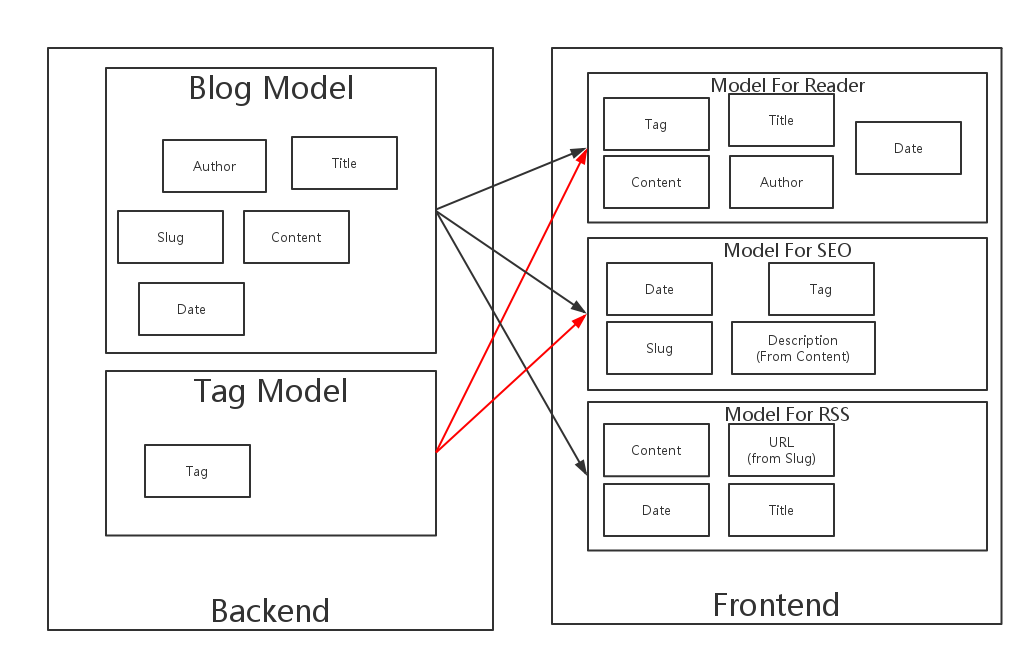 Blog Model
Author
Title
Slug
Content
Date
Tag Model
Tag
Backend
Model For Reader
Tag
Title
Date
Content
Author
Model For SEO
Date
Tag
Slug
Description
(From Content)
Model For RSS
Content
URL
(from Slug)
Date
Title
Frontend